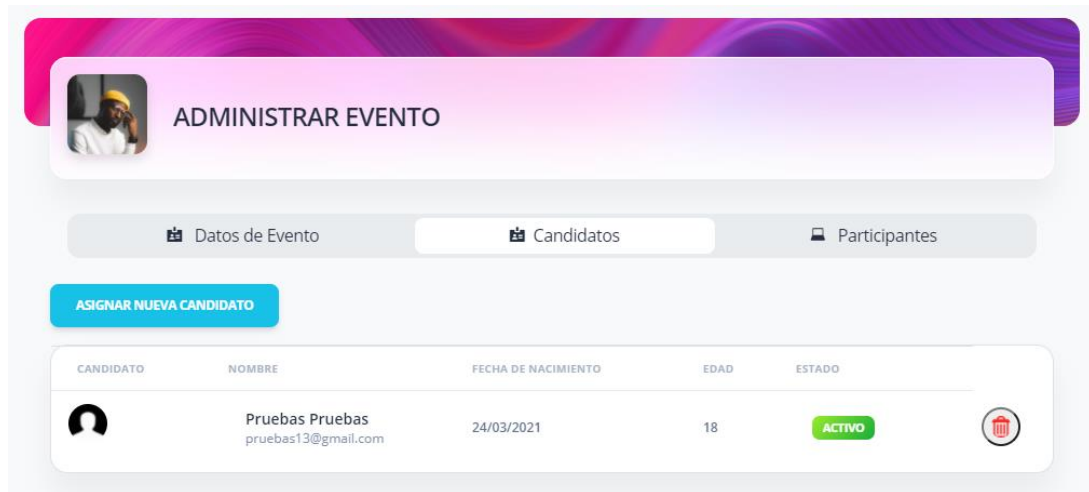 ADMINISTRAR EVENTO
Datos de Evento Candidatos Participantes
ASIGNAR NUEVA CANDIDATO
CANDIDATO NOMBRE FECHA DE NACIMIENTO EDAD ESTADO
Pruebas Pruebas
pruebas13@gmail.com 24/03/2021 18 ACTIVO